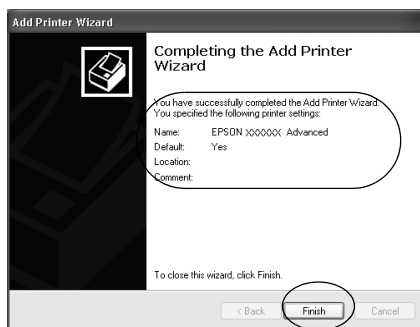 Add Printer Wizard
Completing the Add Printer
Wizard
You have successfully completed the Add Printer Wizard.
You specified the following printer settings:
Name: EPSON XXXXXX Advanced
Default: Yes
Location:
Comment:
To close this wizard, click Finish.
< Back Finish Cancel